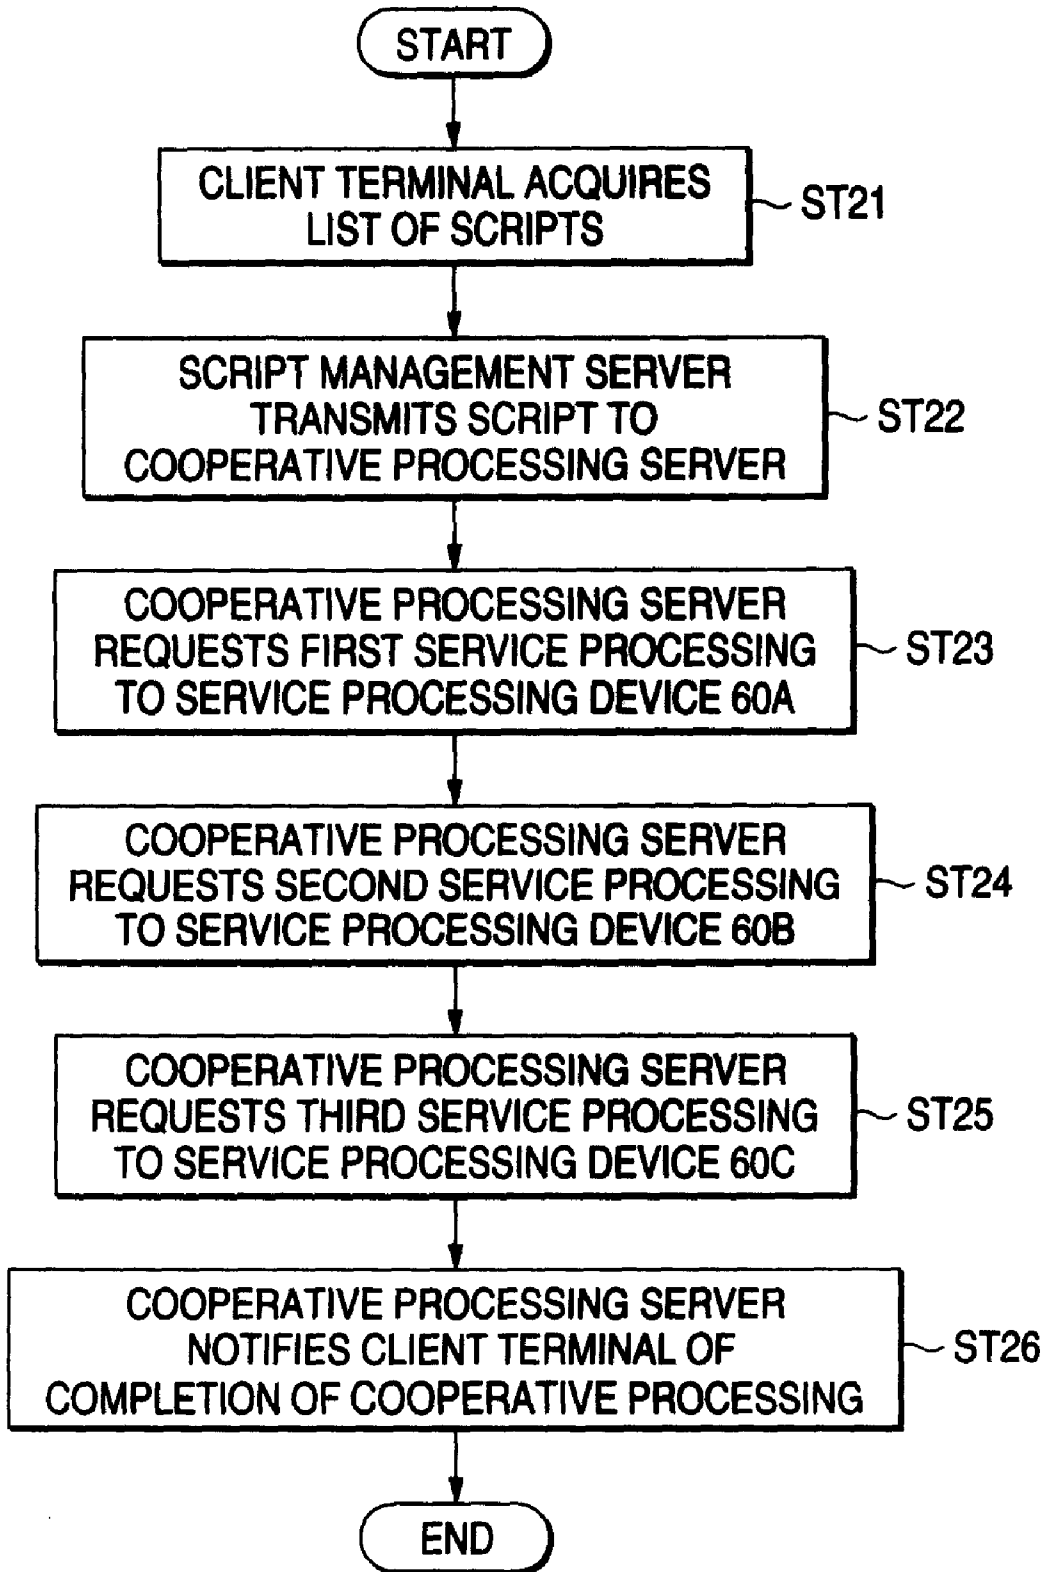 START
CLIENT TERMINAL ACQUIRES
LIST OF SCRIPTS
ST21
SCRIPT MANAGEMENT SERVER
TRANSMITS SCRIPT TO
COOPERATIVE PROCESSING SERVER
ST22
COOPERATIVE PROCESSING SERVER
REQUESTS FIRST SERVICE PROCESSING
TO SERVICE PROCESSING DEVICE 60A
ST23
COOPERATIVE PROCESSING SERVER
REQUESTS SECOND SERVICE PROCESSING
TO SERVICE PROCESSING DEVICE 60B
ST24
COOPERATIVE PROCESSING SERVER
REQUESTS THIRD SERVICE PROCESSING
TO SERVICE PROCESSING DEVICE 60C
ST25
COOPERATIVE PROCESSING SERVER
NOTIFIES CLIENT TERMINAL OF
COMPLETION OF COOPERATIVE PROCESSING
ST26
END